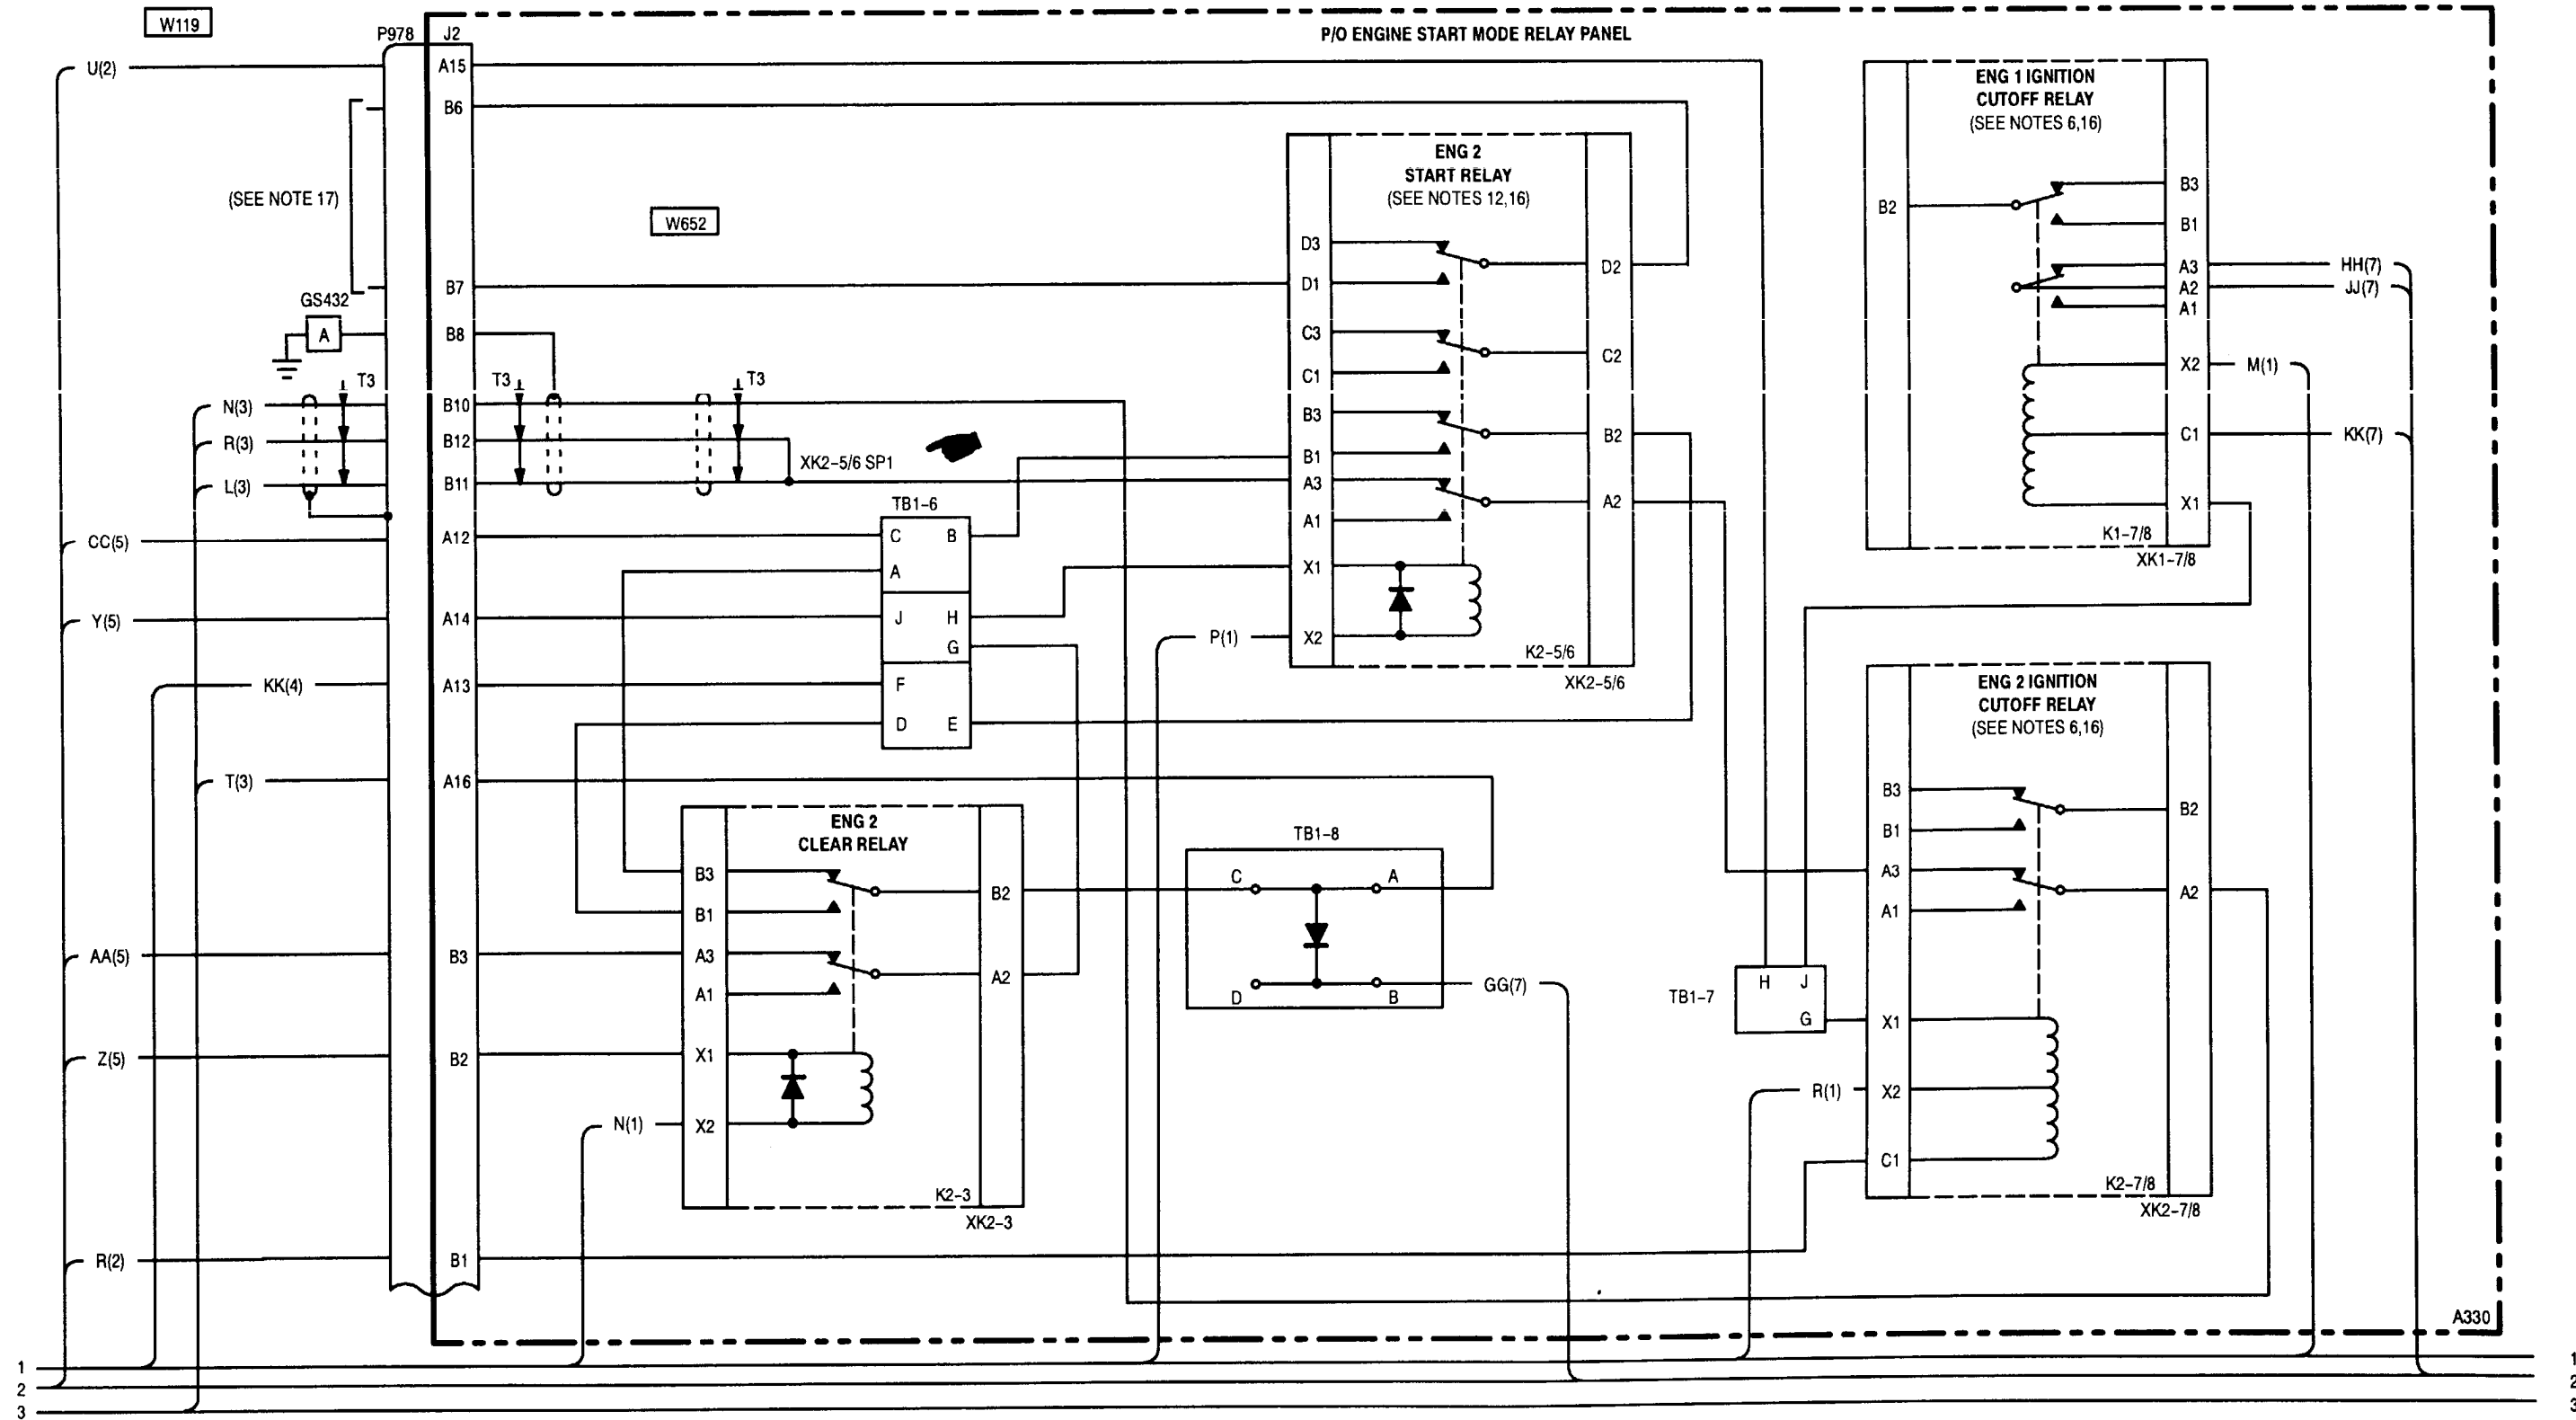 W119
P978
J2
P/O ENGINE START MODE RELAY PANEL
U(2)
A15
B6
(SEE NOTE 17)
W652
B7
GS432
A
B8
T3
T3
T3
N(3)
B10
R(3)
B12
XK2-5/6 SP1
L(3)
B11
TB1-6
CC(5)
A12
C
B
A
Y(5)
A14
J
H
G
KK(4)
A13
F
D
E
T(3)
A16
AA(5)
B3
Z(5)
B2
R(2)
B1
ENG 2
START RELAY
(SEE NOTES 12,16)
D3
D2
D1
C3
C2
C1
B3
B2
B1
A3
A2
A1
X1
P(1)
X2
K2-5/6
XK2-5/6
ENG 1 IGNITION
CUTOFF RELAY
(SEE NOTES 6,16)
B2
B3
B1
A3
HH(7)
A2
JJ(7)
A1
X2
M(1)
C1
KK(7)
X1
K1-7/8
XK1-7/8
ENG 2
CLEAR RELAY
B3
B2
B1
A3
A2
A1
X1
N(1)
X2
K2-3
XK2-3
TB1-8
C
A
D
B
GG(7)
TB1-7
H
J
G
ENG 2 IGNITION
CUTOFF RELAY
(SEE NOTES 6,16)
B3
B2
B1
A3
A2
A1
X1
R(1)
X2
C1
K2-7/8
XK2-7/8
A330
1
1
2
2
3
3